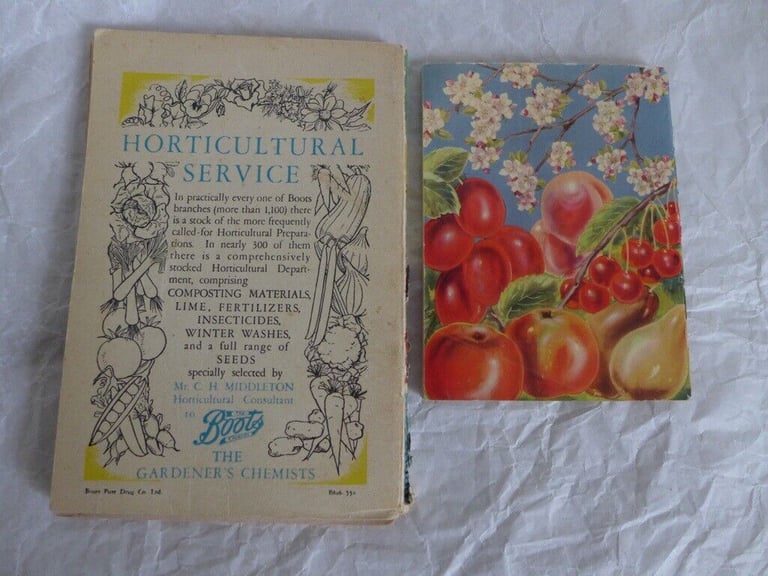 HORTICULTURAL
SERVICE
In practically every one of Boots
branches (more than 1,100) there
is a stock of the more frequently
called-for Horticultural Prepara-
tions. In nearly 300 of them
there is a comprehensively
stocked Horticultural Depart-
ment, comprising
COMPOSTING MATERIALS,
LIME, FERTILIZERS,
INSECTICIDES,
WINTER WASHES,
and a full range of
SEEDS
specially selected by
Mr. C. H. MIDDLETON
Horticultural Consultant
to Boots
THE
GARDENER'S CHEMISTS
Boots Pure Drug Co. Ltd.